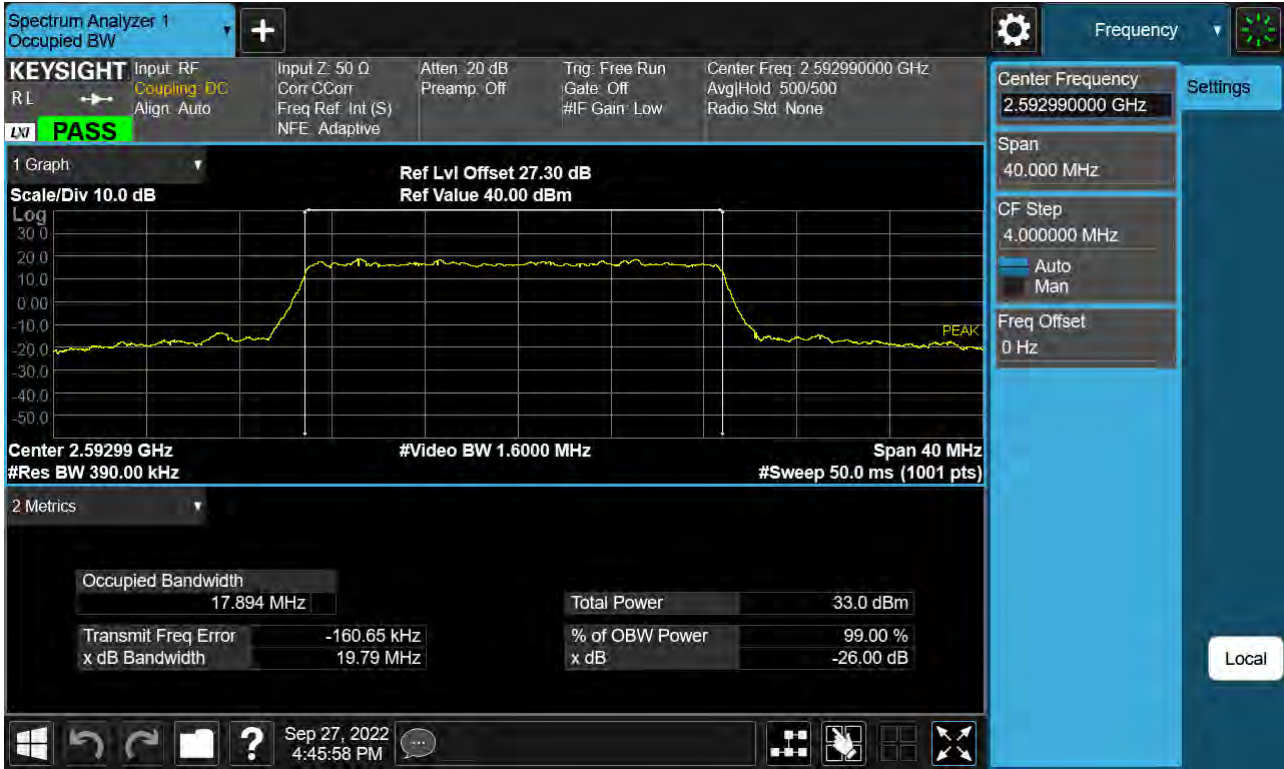 Spectrum Analyzer 1
Occupied BW
Frequency
KEYSIGHT
R L
LXI PASS
Input: RF
Coupling: DC
Align: Auto
Input Z: 50 Ω
Corr CCorr
Freq Ref: Int (S)
NFE: Adaptive
Atten: 20 dB
Preamp: Off
Trig: Free Run
Gate: Off
#IF Gain: Low
Center Freq: 2.592990000 GHz
Avg|Hold: 500/500
Radio Std: None
1 Graph
Scale/Div 10.0 dB
Ref Lvl Offset 27.30 dB
Ref Value 40.00 dBm
Log
30.0
20.0
10.0
0.00
-10.0
-20.0
-30.0
-40.0
-50.0
PEAK
Center 2.59299 GHz
#Video BW 1.6000 MHz
Span 40 MHz
#Res BW 390.00 kHz
#Sweep 50.0 ms (1001 pts)
2 Metrics
Occupied Bandwidth
17.894 MHz
Transmit Freq Error -160.65 kHz
x dB Bandwidth 19.79 MHz
Total Power 33.0 dBm
% of OBW Power 99.00 %
x dB -26.00 dB
Center Frequency
2.592990000 GHz
Span
40.000 MHz
CF Step
4.000000 MHz
Auto
Man
Freq Offset
0 Hz
Settings
Local
?
Sep 27, 2022
4:45:58 PM